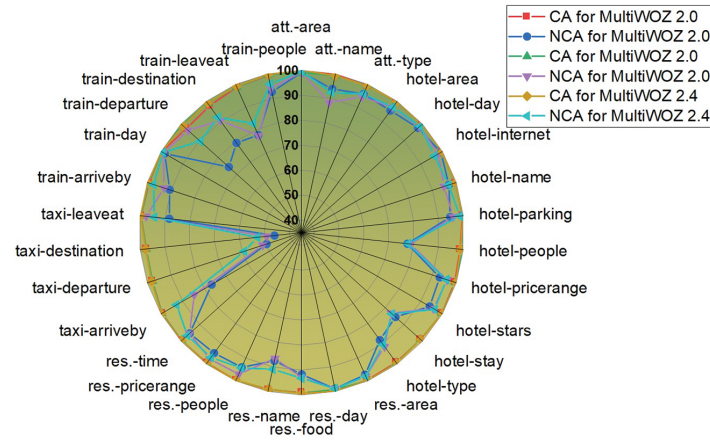 att.-area
att.-name
att.-type
hotel-area
hotel-day
hotel-internet
hotel-name
hotel-parking
hotel-people
hotel-pricerange
hotel-stars
hotel-stay
hotel-type
res.-area
res.-day
res.-food
res.-name
res.-people
res.-pricerange
res.-time
taxi-arriveby
taxi-departure
taxi-destination
taxi-leaveat
train-arriveby
train-day
train-departure
train-destination
train-leaveat
train-people
100
90
80
70
60
50
40
CA for MultiWOZ 2.0
NCA for MultiWOZ 2.0
CA for MultiWOZ 2.0
NCA for MultiWOZ 2.0
CA for MultiWOZ 2.4
NCA for MultiWOZ 2.4